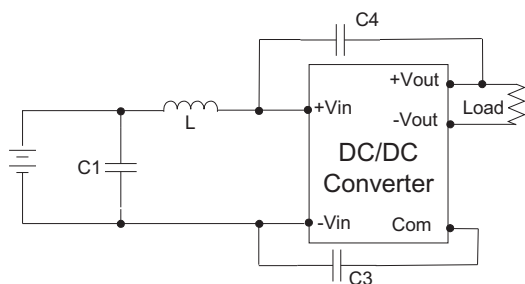 C4
+Vout
+Vin
-Vout
Load
L
DC/DC
Converter
C1
-Vin
Com
C3